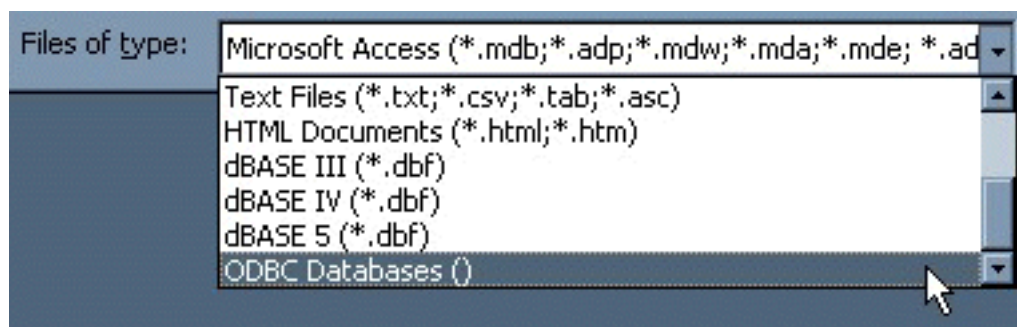 Files of type:
Microsoft Access (*.mdb;*.adp;*.mdw;*.mda;*.mde; *.ad
Text Files (*.txt;*.csv;*.tab;*.asc)
HTML Documents (*.html;*.htm)
dBASE III (*.dbf)
dBASE IV (*.dbf)
dBASE 5 (*.dbf)
ODBC Databases ()